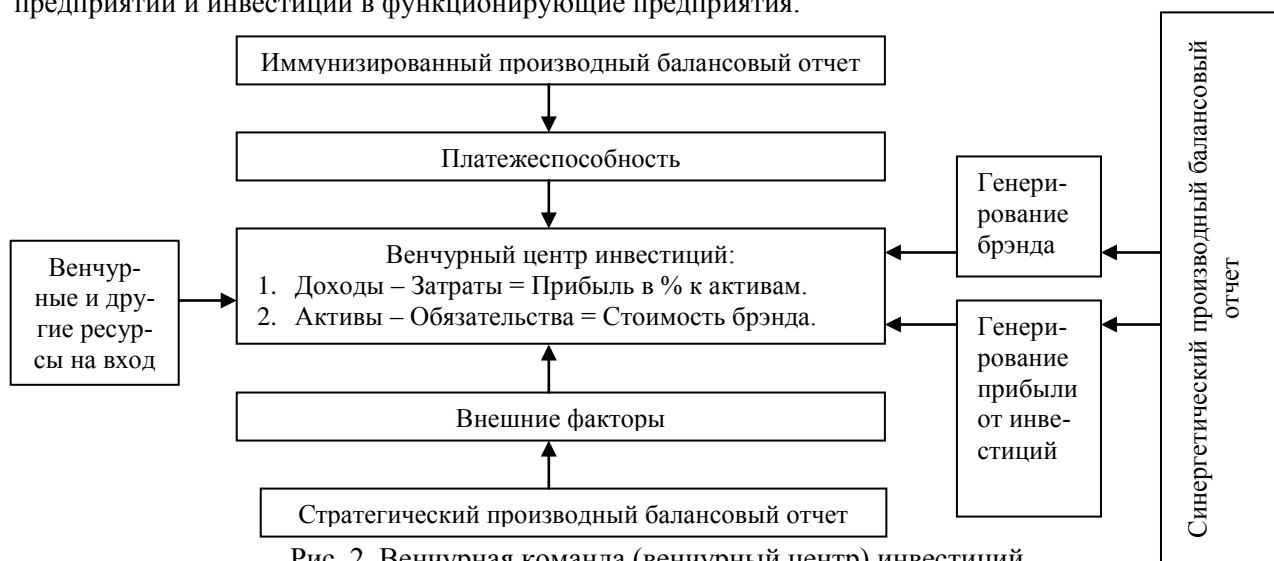 предприятий и инвестиций в функционирующие предприятия.
Иммунизированный производный балансовый отчет
Платежеспособность
Венчурный центр инвестиций:
1. Доходы – Затраты = Прибыль в % к активам.
2. Активы – Обязательства = Стоимость брэнда.
Венчур-
ные и дру-
гие ресур-
сы на вход
Внешние факторы
Стратегический производный балансовый отчет
Генери-
рование
брэнда
Генери-
рование
прибыли
от инве-
стиций
Синергетический производный балансовый
отчет
Рис. 2. Венчурная команда (венчурный центр) инвестиций